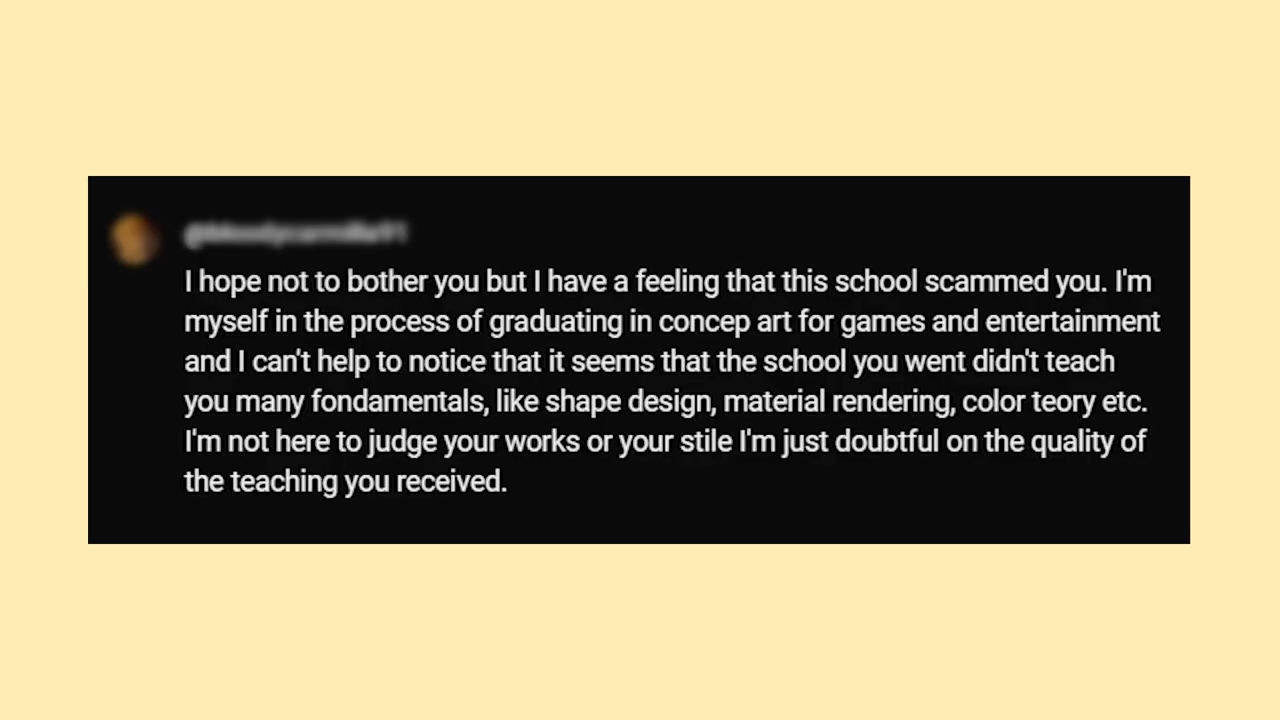 I hope not to bother you but I have a feeling that this school scammed you. I'm
myself in the process of graduating in concep art for games and entertainment
and I can't help to notice that it seems that the school you went didn't teach
you many fondamentals, like shape design, material rendering, color teory etc.
I'm not here to judge your works or your stile I'm just doubtful on the quality of
the teaching you received.